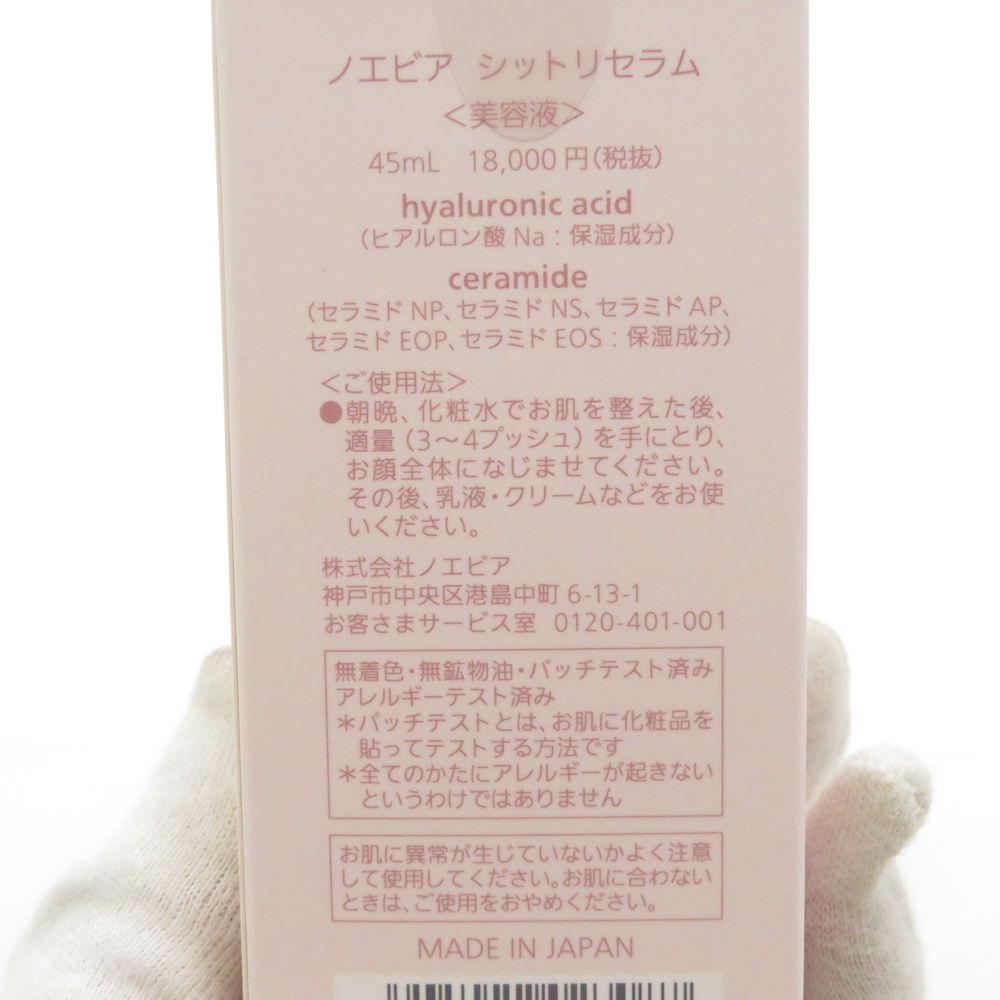 ノエビア シットリセラム
＜美容液＞
45mL 18,000円（税抜）
hyaluronic acid
（ヒアルロン酸Na：保湿成分）
ceramide
（セラミドNP、セラミドNS、セラミドAP、
セラミドEOP、セラミドEOS：保湿成分）
＜ご使用法＞
●朝晩、化粧水でお肌を整えた後、
適量（3〜4プッシュ）を手にとり、
お顔全体になじませてください。
その後、乳液・クリームなどをお使
いください。
株式会社ノエビア
神戸市中央区港島中町 6-13-1
お客さまサービス室 0120-401-001
無着色・無鉱物油・パッチテスト済み
アレルギーテスト済み
＊パッチテストとは、お肌に化粧品を
貼ってテストする方法です
＊全てのかたにアレルギーが起きない
というわけではありません
お肌に異常が生じていないかよく注意
して使用してください。お肌に合わない
ときは、ご使用をおやめください。
MADE IN JAPAN